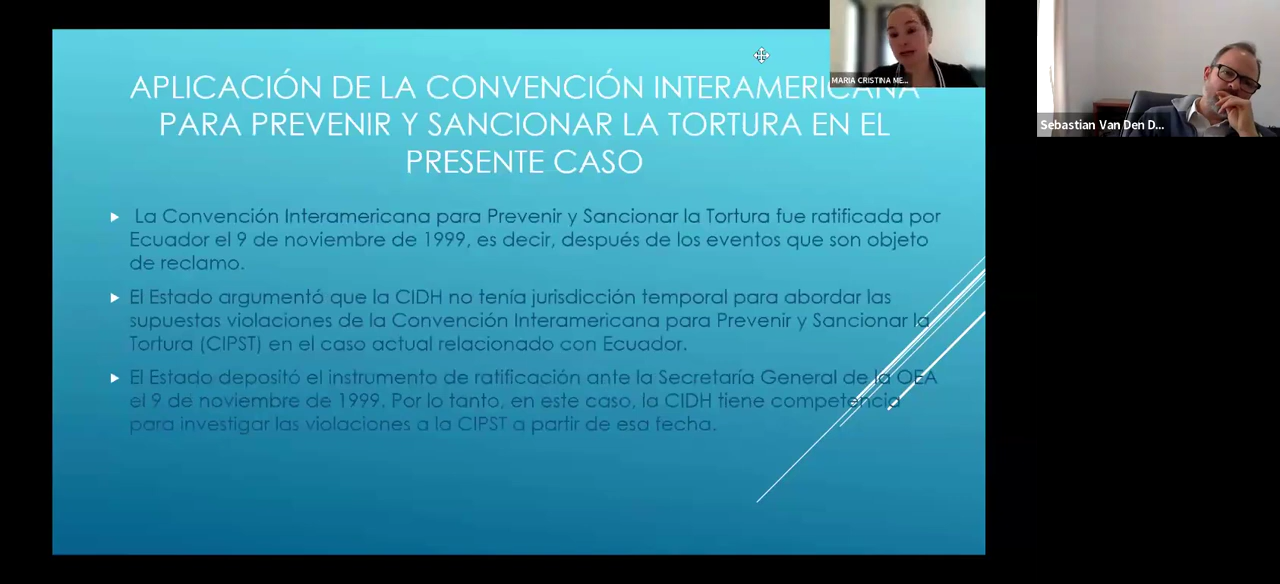 APLICACIÓN DE LA CONVENCIÓN INTERAMERICANA
PARA PREVENIR Y SANCIONAR LA TORTURA EN EL
PRESENTE CASO
La Convención Interamericana para Prevenir y Sancionar la Tortura fue ratificada por
Ecuador el 9 de noviembre de 1999, es decir, después de los eventos que son objeto
de reclamo.
El Estado argumentó que la CIDH no tenía jurisdicción temporal para abordar las
supuestas violaciones de la Convención Interamericana para Prevenir y Sancionar la
Tortura (CIPST) en el caso actual relacionado con Ecuador.
El Estado depositó el instrumento de ratificación ante la Secretaría General de la OEA
el 9 de noviembre de 1999. Por lo tanto, en este caso, la CIDH tiene competencia
para investigar las violaciones a la CIPST a partir de esa fecha.
MARIA CRISTINA ME...
Sebastian Van Den D...